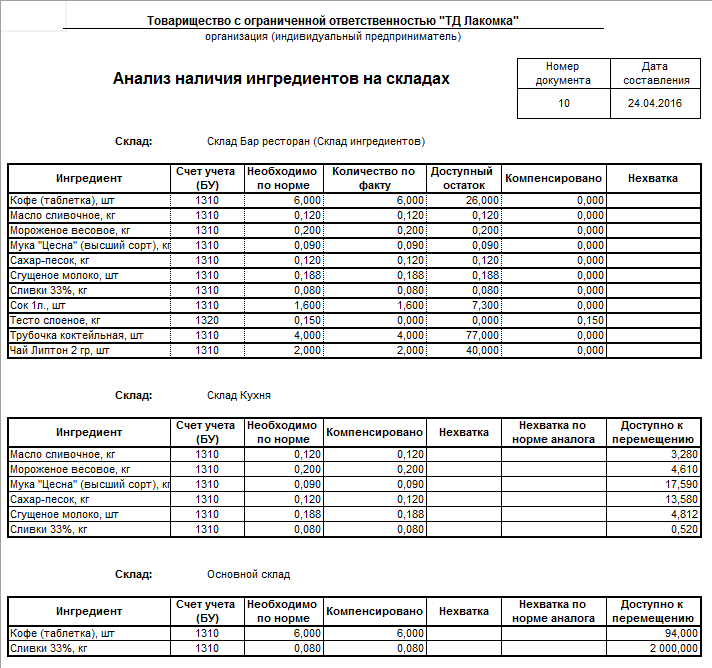 Товарищество с ограниченной ответственностью "ТД Лакомка"
организация (индивидуальный предприниматель)
Анализ наличия ингредиентов на складах
Номер документа Дата составления
10 24.04.2016
Склад: Склад Бар ресторан (Склад ингредиентов)
Ингредиент Счет учета (БУ) Необходимо по норме Количество по факту Доступный остаток Компенсировано Нехватка
Кофе (таблетка), шт 1310 6,000 6,000 26,000 0,000
Масло сливочное, кг 1310 0,120 0,120 0,120 0,000
Мороженое весовое, кг 1310 0,200 0,200 0,200 0,000
Мука "Цесна" (высший сорт), кг 1310 0,090 0,090 0,090 0,000
Сахар-песок, кг 1310 0,120 0,120 0,120 0,000
Сгущеное молоко, шт 1310 0,188 0,188 0,188 0,000
Сливки 33%, кг 1310 0,080 0,080 0,080 0,000
Сок 1л., шт 1310 1,600 1,600 7,300 0,000
Тесто слоеное, кг 1320 0,150 0,000 0,000 0,150
Трубочка коктейльная, шт 1310 4,000 4,000 77,000 0,000
Чай Липтон 2 гр, шт 1310 2,000 2,000 40,000 0,000
Склад: Склад Кухня
Ингредиент Счет учета (БУ) Необходимо по норме Компенсировано Нехватка Нехватка по норме аналога Доступно к перемещению
Масло сливочное, кг 1310 0,120 0,120 3,280
Мороженое весовое, кг 1310 0,200 0,200 4,610
Мука "Цесна" (высший сорт), кг 1310 0,090 0,090 17,590
Сахар-песок, кг 1310 0,120 0,120 13,580
Сгущеное молоко, шт 1310 0,188 0,188 4,812
Сливки 33%, кг 1310 0,080 0,080 0,520
Склад: Основной склад
Ингредиент Счет учета (БУ) Необходимо по норме Компенсировано Нехватка Нехватка по норме аналога Доступно к перемещению
Кофе (таблетка), шт 1310 6,000 6,000 94,000
Сливки 33%, кг 1310 0,080 0,080 2 000,000